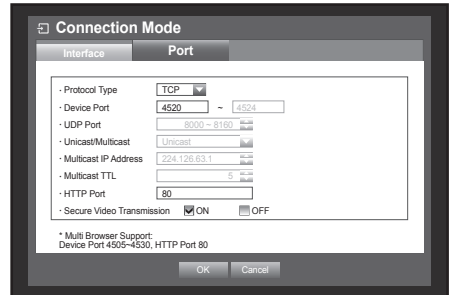 Connection Mode
Interface Port
· Protocol Type TCP
· Device Port 4520 ~ 4524
· UDP Port 8000 ~ 8160
· Unicast/Multicast Unicast
· Multicast IP Address 224.126.63.1
· Multicast TTL 5
· HTTP Port 80
· Secure Video Transmission ON OFF
* Multi Browser Support:
Device Port 4505~4530, HTTP Port 80
OK Cancel